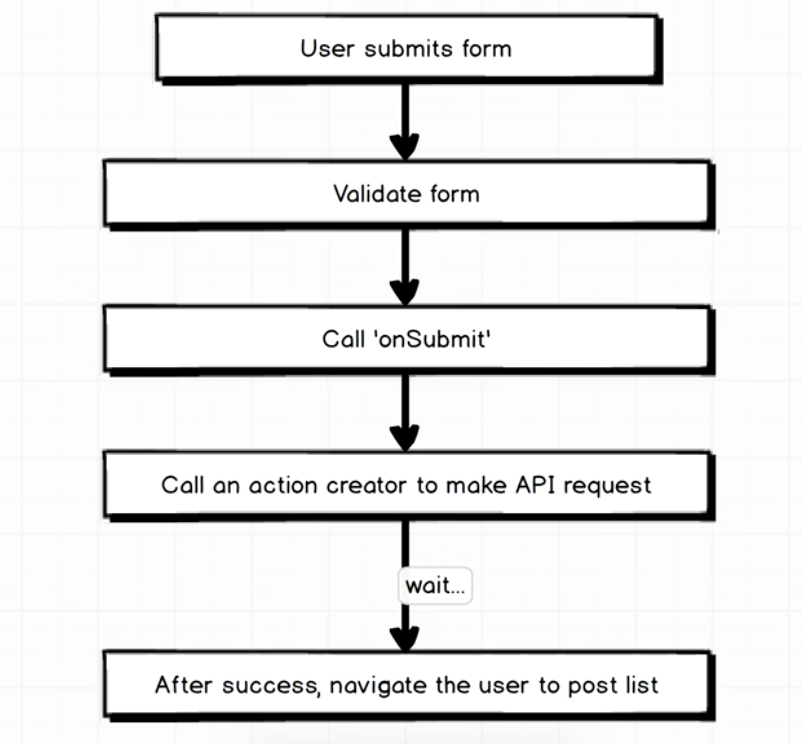 User submits form
Validate form
Call 'onSubmit'
Call an action creator to make API request
wait...
After success, navigate the user to post list